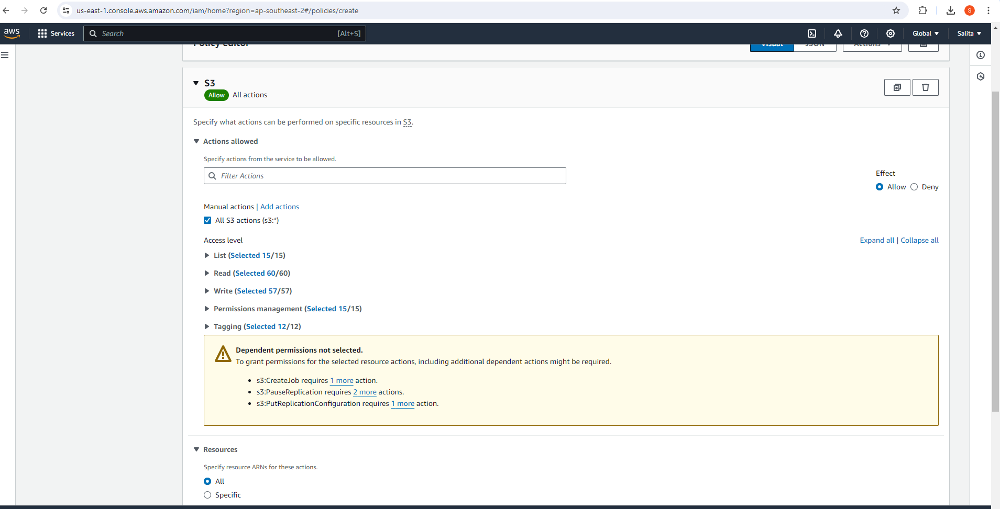 us-east-1.console.aws.amazon.com/iam/home?region=ap-southeast-2#/policies/create
S
aws
Services
Search
[Alt+S]
Global
Salita
Policy editor
Visual
JSON
Actions
S3
Allow
All actions
Specify what actions can be performed on specific resources in S3.
Actions allowed
Specify actions from the service to be allowed.
Filter Actions
Effect
Allow
Deny
Manual actions | Add actions
All S3 actions (s3:*)
Access level
Expand all | Collapse all
List (Selected 15/15)
Read (Selected 60/60)
Write (Selected 57/57)
Permissions management (Selected 15/15)
Tagging (Selected 12/12)
Dependent permissions not selected.
To grant permissions for the selected resource actions, including additional dependent actions might be required.
s3:CreateJob requires 1 more action.
s3:PauseReplication requires 2 more actions.
s3:PutReplicationConfiguration requires 1 more action.
Resources
Specify resource ARNs for these actions.
All
Specific